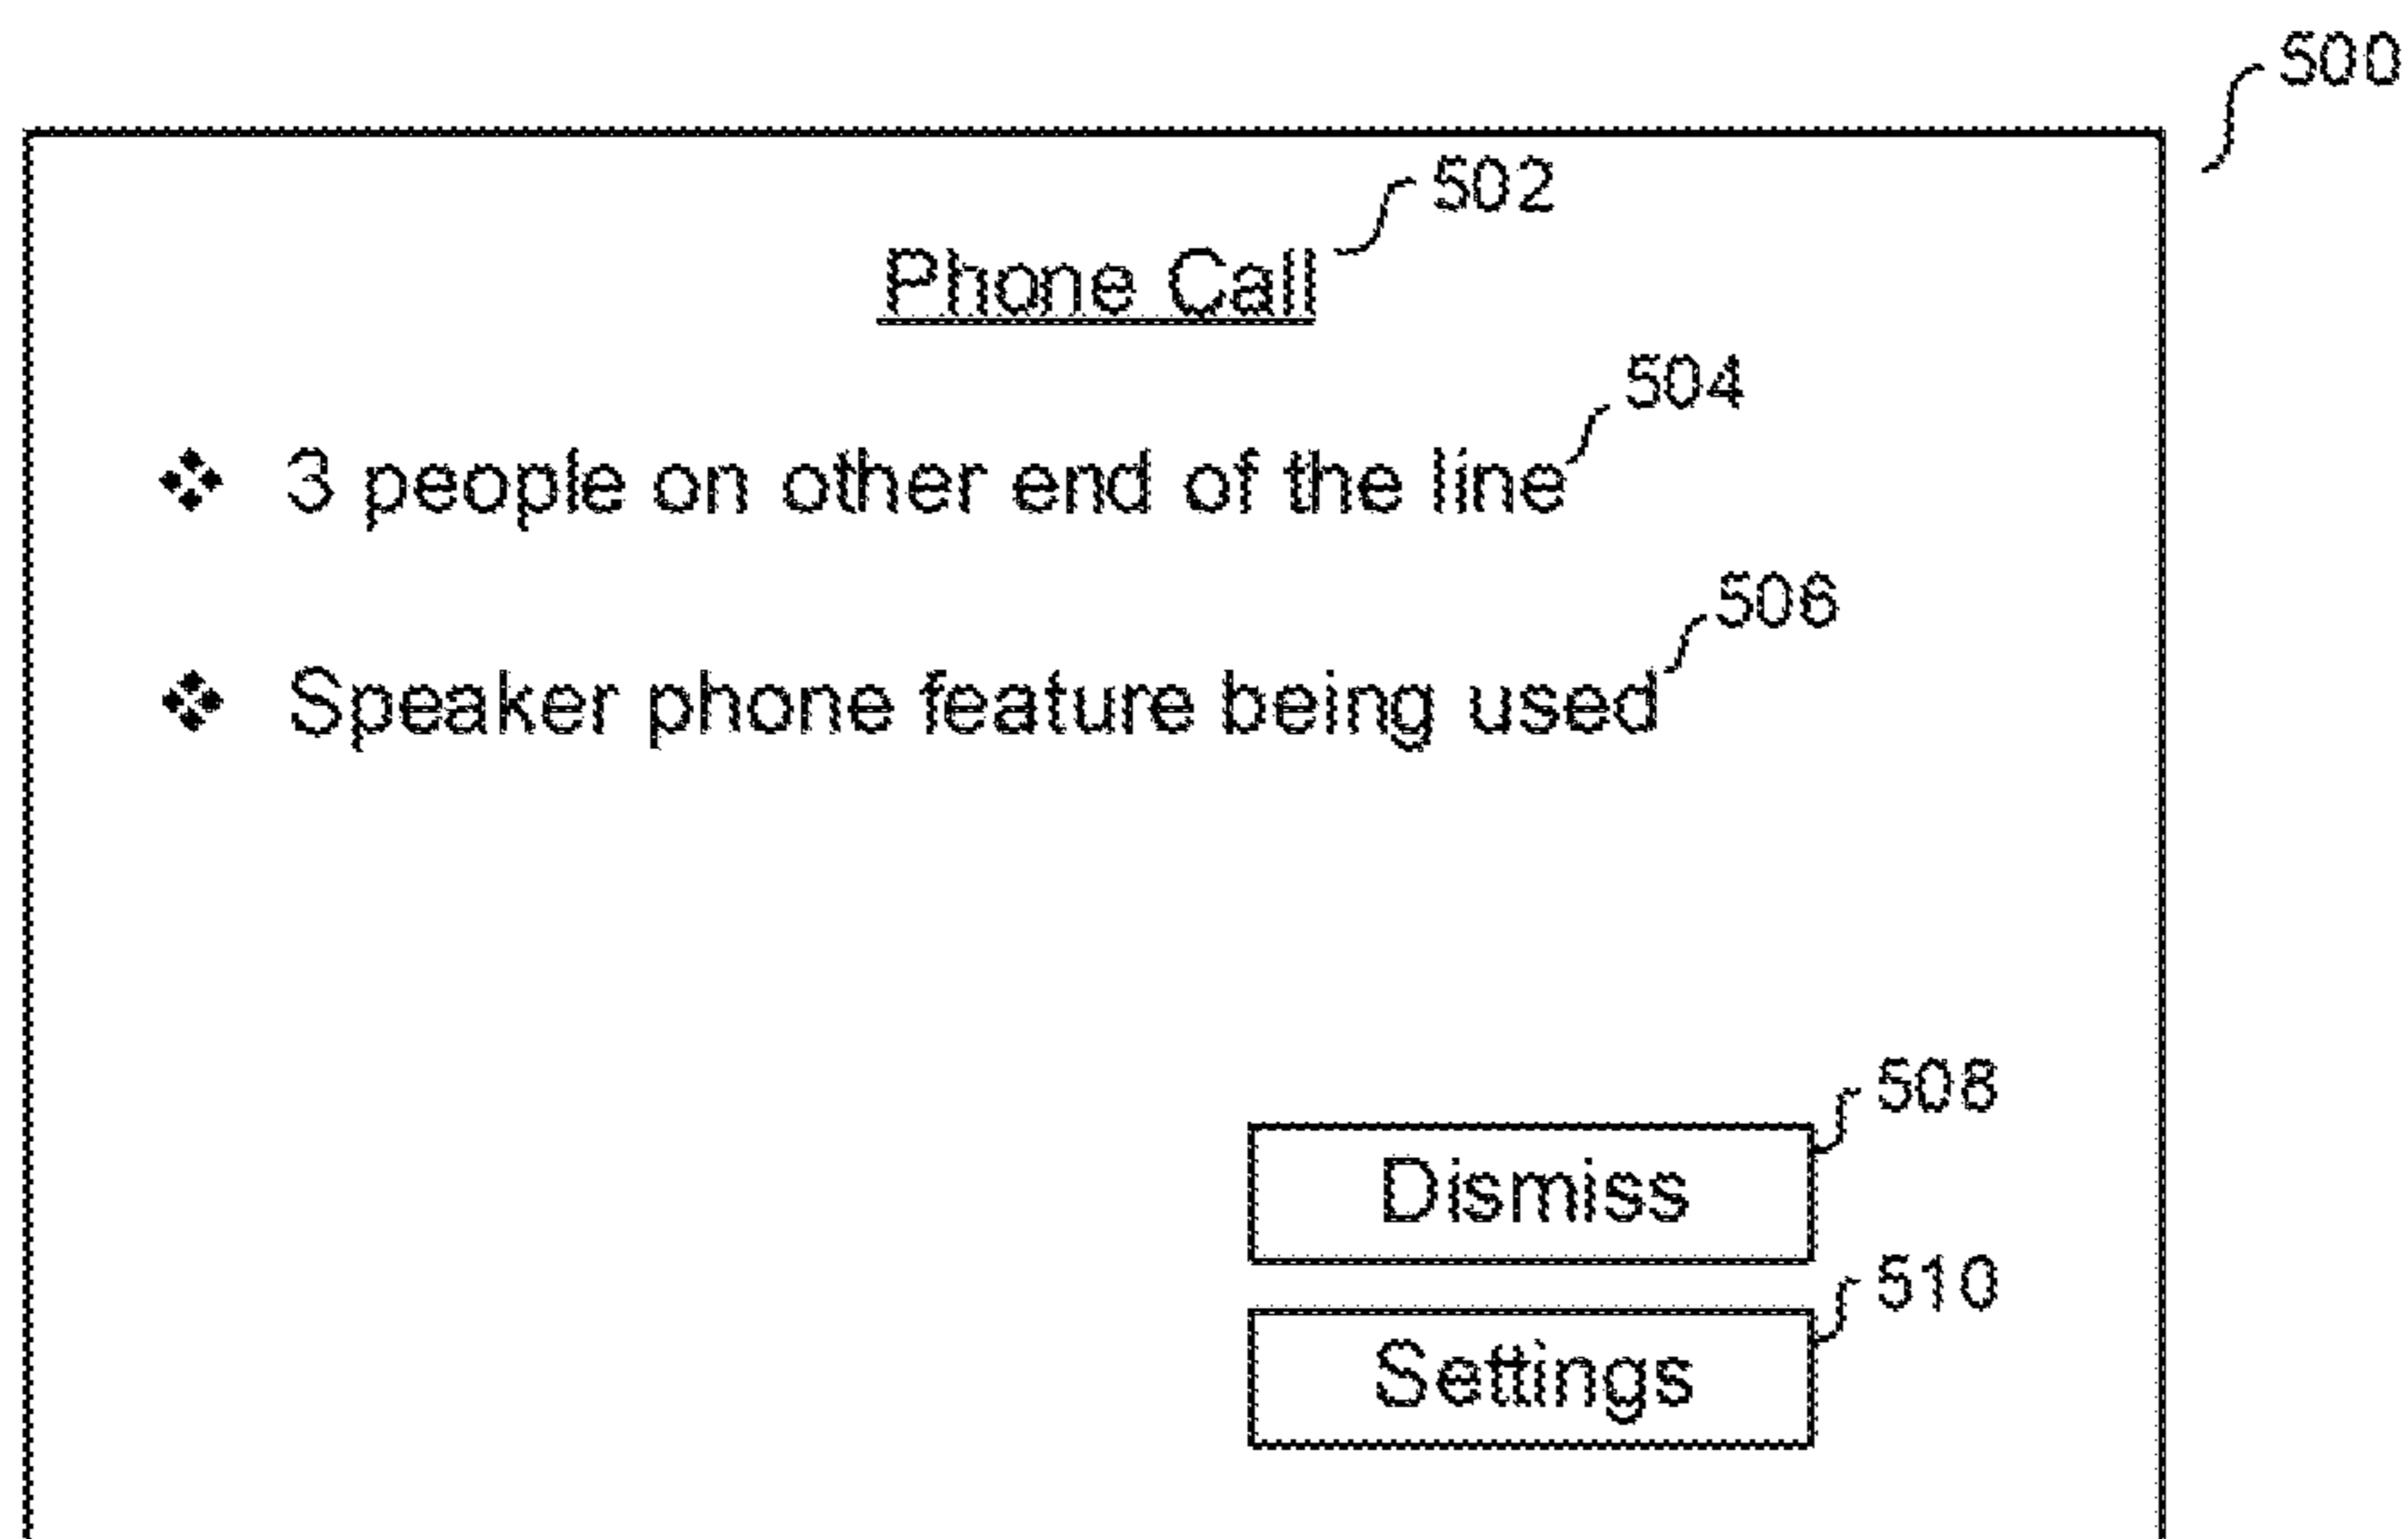 500
502
Phone Call
504
❖ 3 people on other end of the line
506
❖ Speaker phone feature being used
508
Dismiss
510
Settings